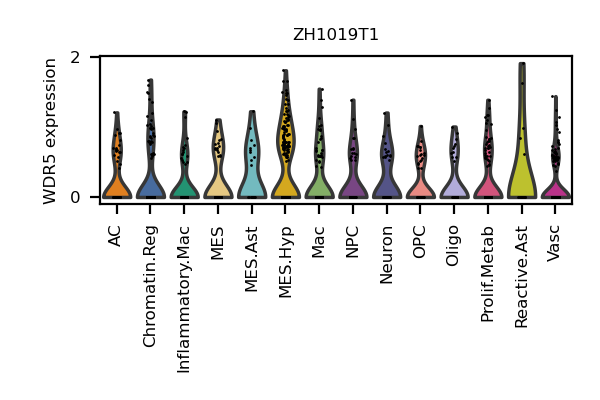 ZH1019T1
WDR5 expression
2
0
AC
Chromatin.Reg
Inflammatory.Mac
MES
MES.Ast
MES.Hyp
Mac
NPC
Neuron
OPC
Oligo
Prolif.Metab
Reactive.Ast
Vasc